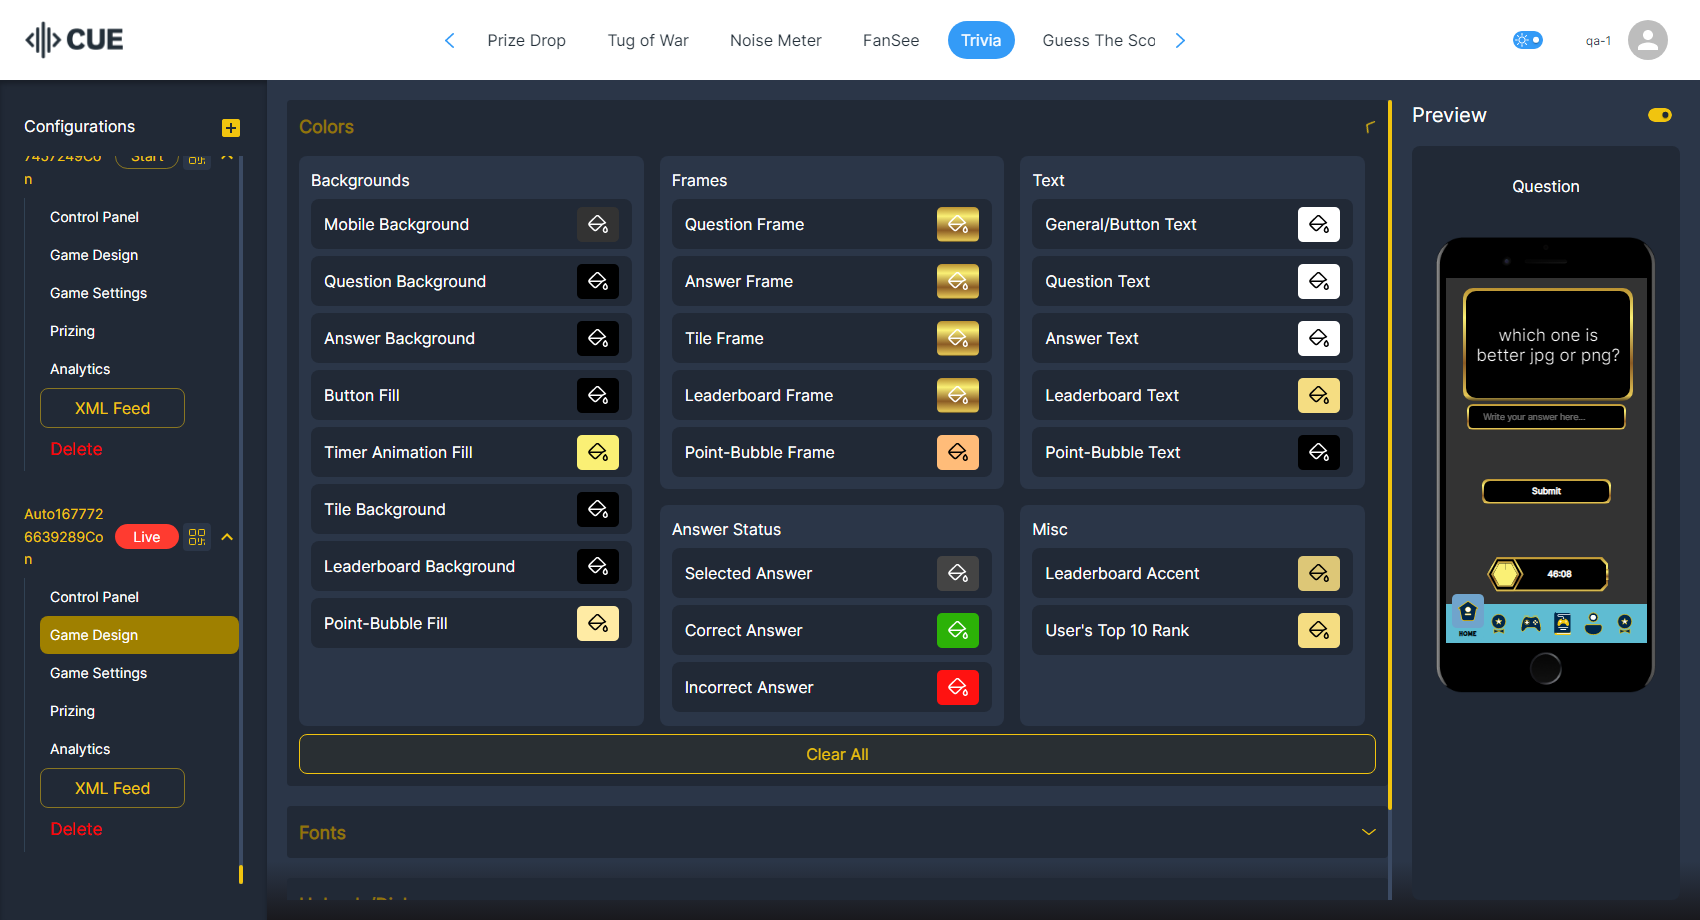 CUE
Prize Drop
Tug of War
Noise Meter
FanSee
Trivia
Guess The Sco
qa-1
Configurations
Start
n
Control Panel
Game Design
Game Settings
Prizing
Analytics
XML Feed
Delete
Auto167772
6639289Co
n
Live
Control Panel
Game Design
Game Settings
Prizing
Analytics
XML Feed
Delete
Colors
Backgrounds
Mobile Background
Question Background
Answer Background
Button Fill
Timer Animation Fill
Tile Background
Leaderboard Background
Point-Bubble Fill
Frames
Question Frame
Answer Frame
Tile Frame
Leaderboard Frame
Point-Bubble Frame
Text
General/Button Text
Question Text
Answer Text
Leaderboard Text
Point-Bubble Text
Answer Status
Selected Answer
Correct Answer
Incorrect Answer
Misc
Leaderboard Accent
User's Top 10 Rank
Clear All
Fonts
Preview
Question
which one is
better jpg or png?
Write your answer here...
Submit
46:08
HOME